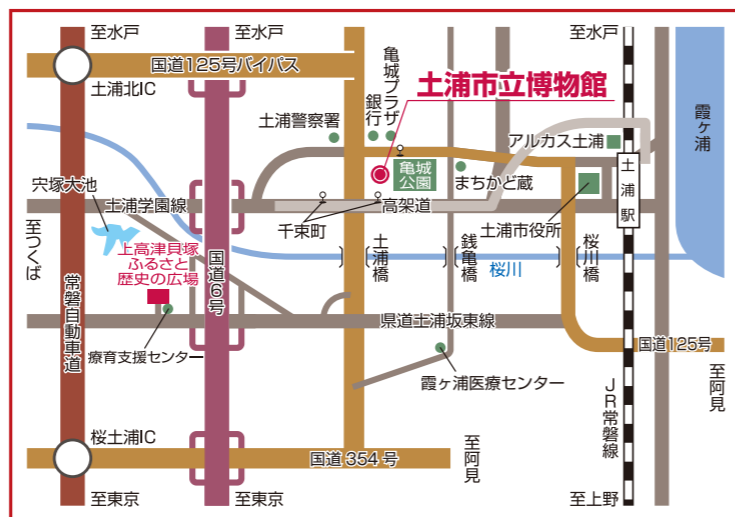 至水戸
至水戸
至水戸
国道125号バイパス
土浦北IC
亀城プラザ
銀行
土浦市立博物館
土浦警察署
アルカス土浦
霞ヶ浦
亀城
公園
まちかど蔵
土浦駅
穴塚大池
土浦学園線
高架道
千束町
土浦市役所
至つくば
上高津貝塚
ふるさと
歴史の広場
国道6号
土浦橋
銭亀橋
桜川
桜川橋
常磐自動車道
県道土浦坂東線
療育支援センター
国道125号
霞ヶ浦医療センター
至阿見
JR常磐線
桜土浦IC
国道354号
至阿見
至東京
至東京
至上野